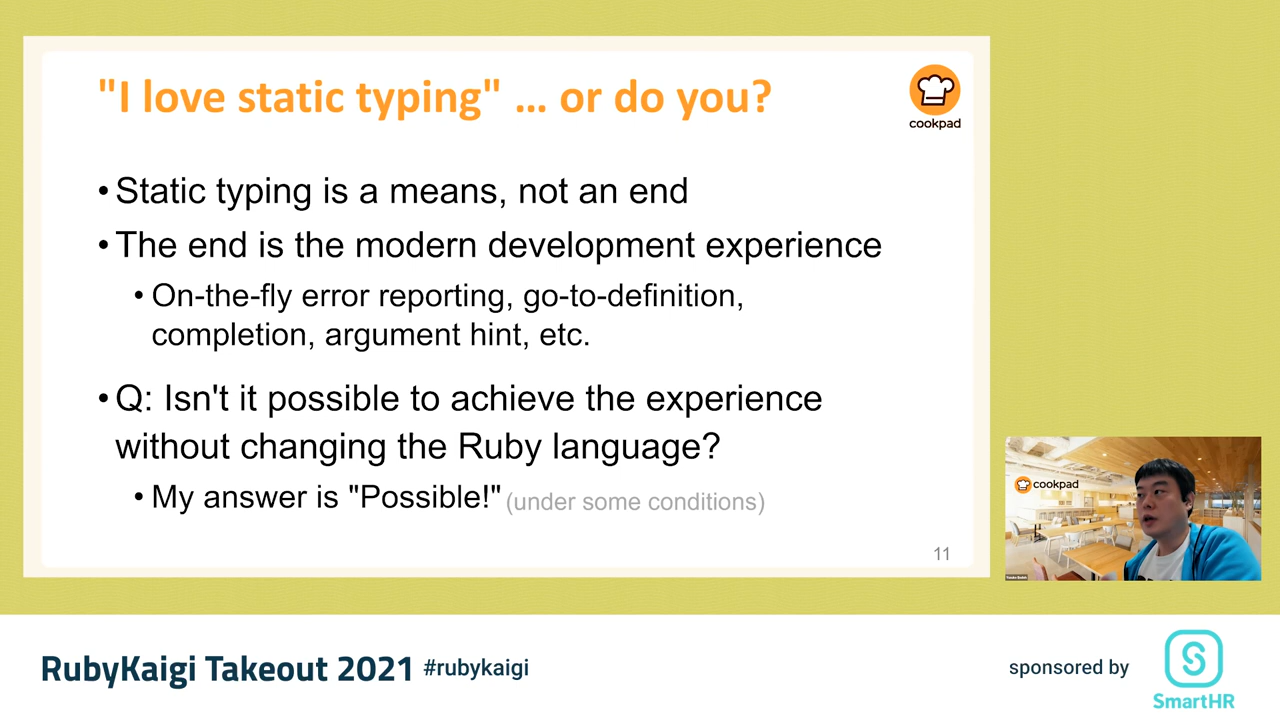 "I love static typing" … or do you?
cookpad
• Static typing is a means, not an end
• The end is the modern development experience
• On-the-fly error reporting, go-to-definition,
completion, argument hint, etc.
• Q: Isn't it possible to achieve the experience
without changing the Ruby language?
• My answer is "Possible!" (under some conditions)
11
cookpad
RubyKaigi Takeout 2021 #rubykaigi
sponsored by
SmartHR